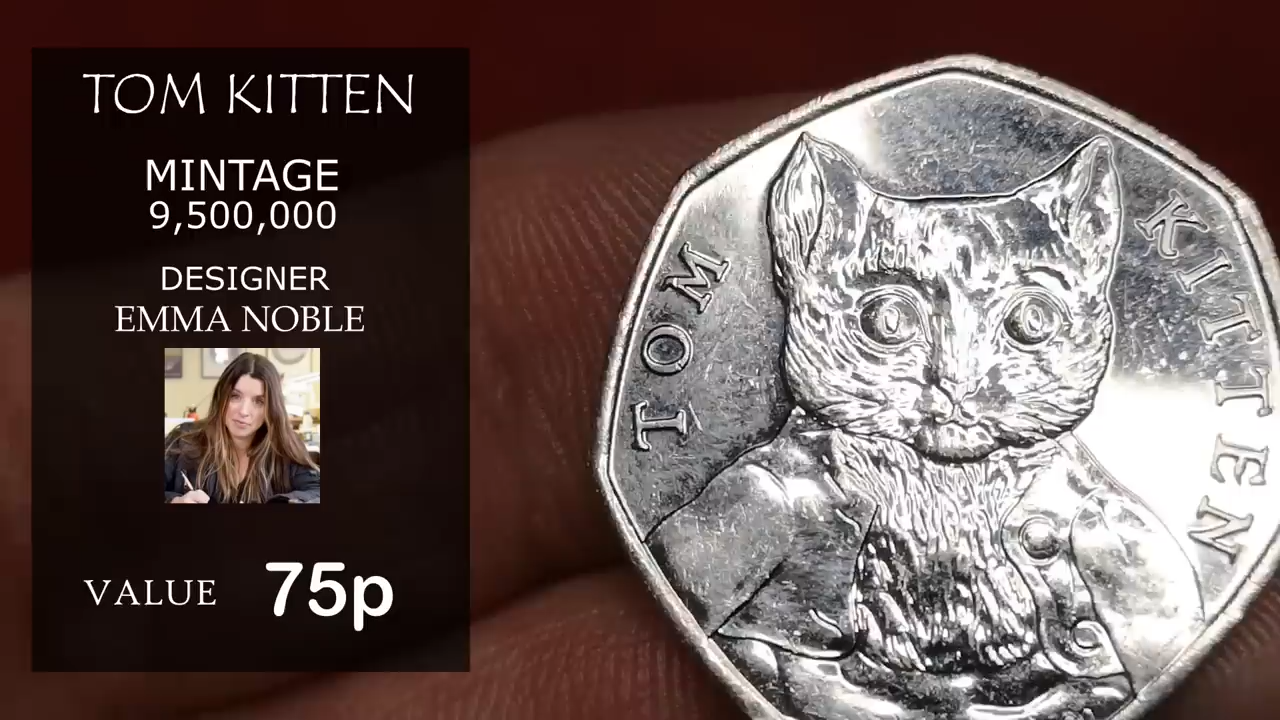 TOM KITTEN
MINTAGE
9,500,000
DESIGNER
EMMA NOBLE
VALUE 75p
TOM KITTEN